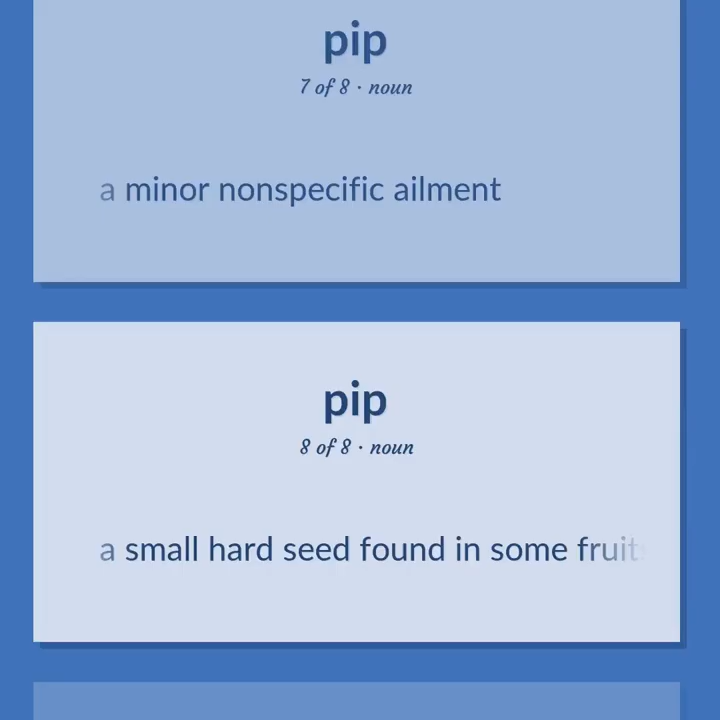 pip
7 of 8 · noun
a minor nonspecific ailment
pip
8 of 8 · noun
a small hard seed found in some fruits